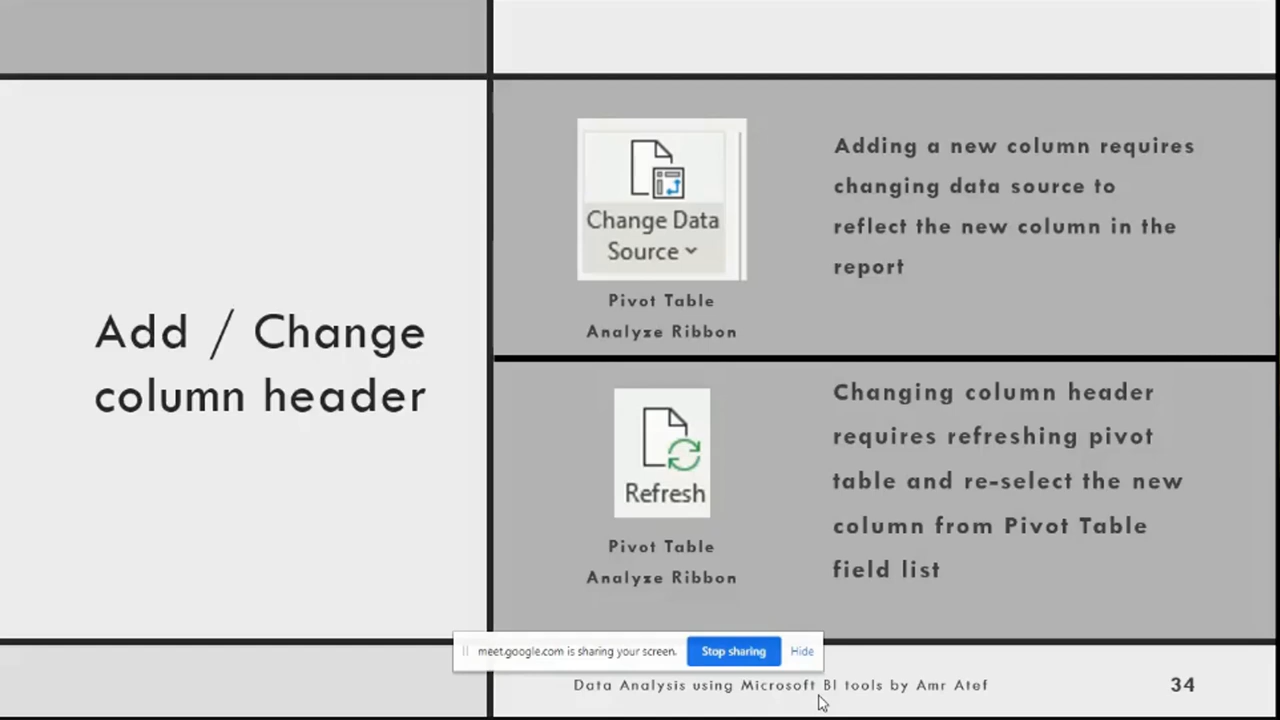 Add / Change
column header
Change Data
Source
Pivot Table
Analyze Ribbon
Adding a new column requires
changing data source to
reflect the new column in the
report
Refresh
Pivot Table
Analyze Ribbon
Changing column header
requires refreshing pivot
table and re-select the new
column from Pivot Table
field list
meet.google.com is sharing your screen.
Stop sharing
Hide
Data Analysis using Microsoft BI tools by Amr Atef
34